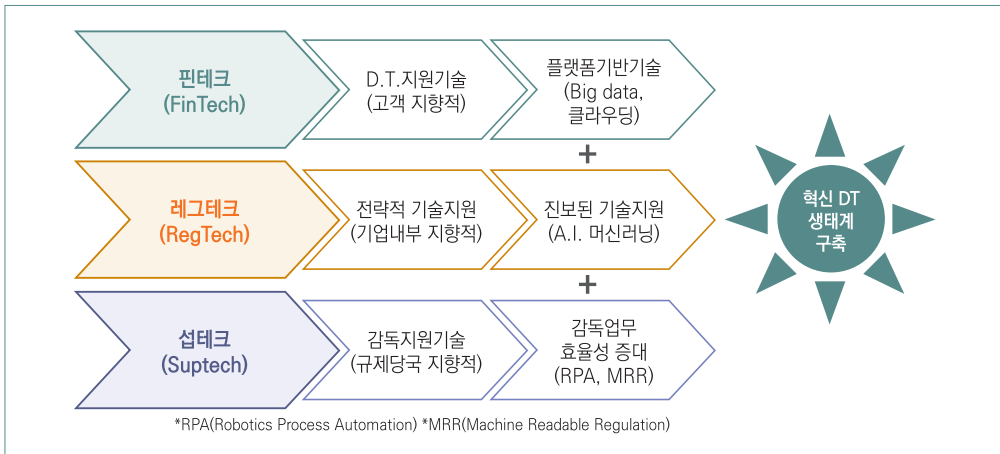 핀테크
(FinTech)
D.T.지원기술
(고객 지향적)
플랫폼기반기술
(Big data,
클라우딩)
+
레그테크
(RegTech)
전략적 기술지원
(기업내부 지향적)
진보된 기술지원
(A.I. 머신러닝)
+
섭테크
(Suptech)
감독지원기술
(규제당국 지향적)
감독업무
효율성 증대
(RPA, MRR)
혁신 DT
생태계
구축
*RPA(Robotics Process Automation) *MRR(Machine Readable Regulation)